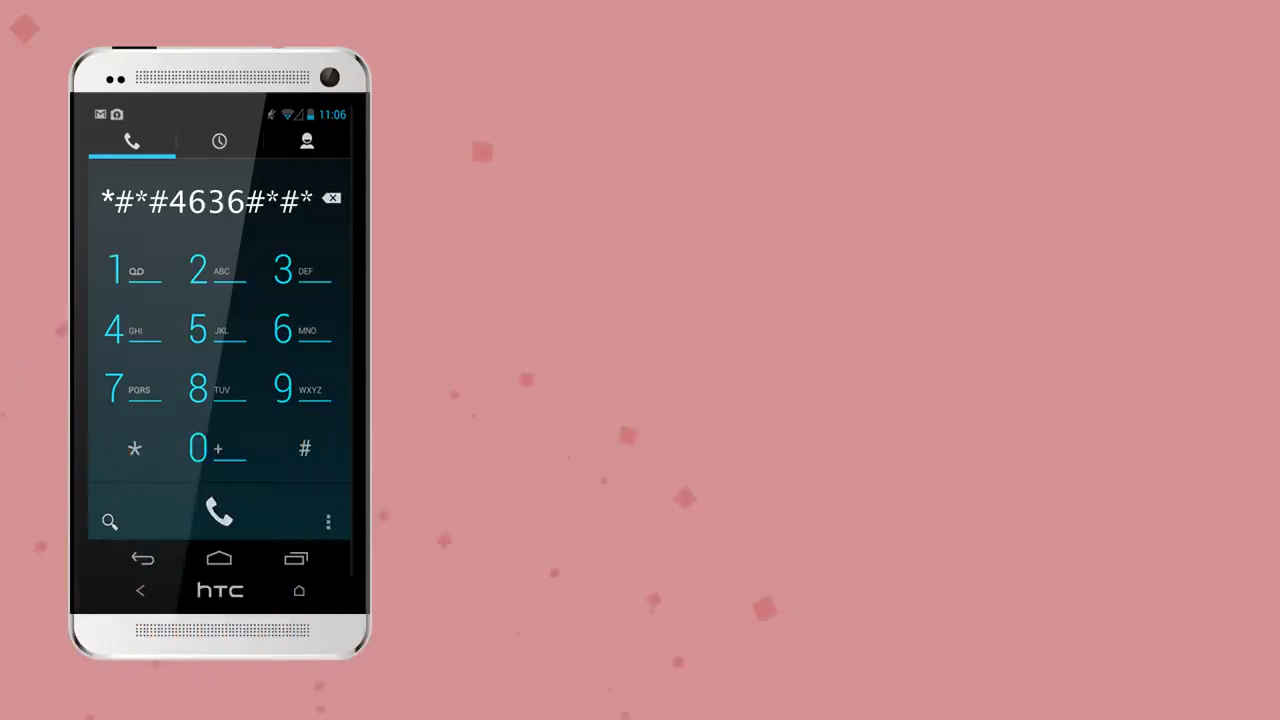 11:06
*#*#4636#*#*
1
2 ABC
3 DEF
4 GHI
5 JKL
6 MNO
7 PQRS
8 TUV
9 WXYZ
*
0 +
#
hTC